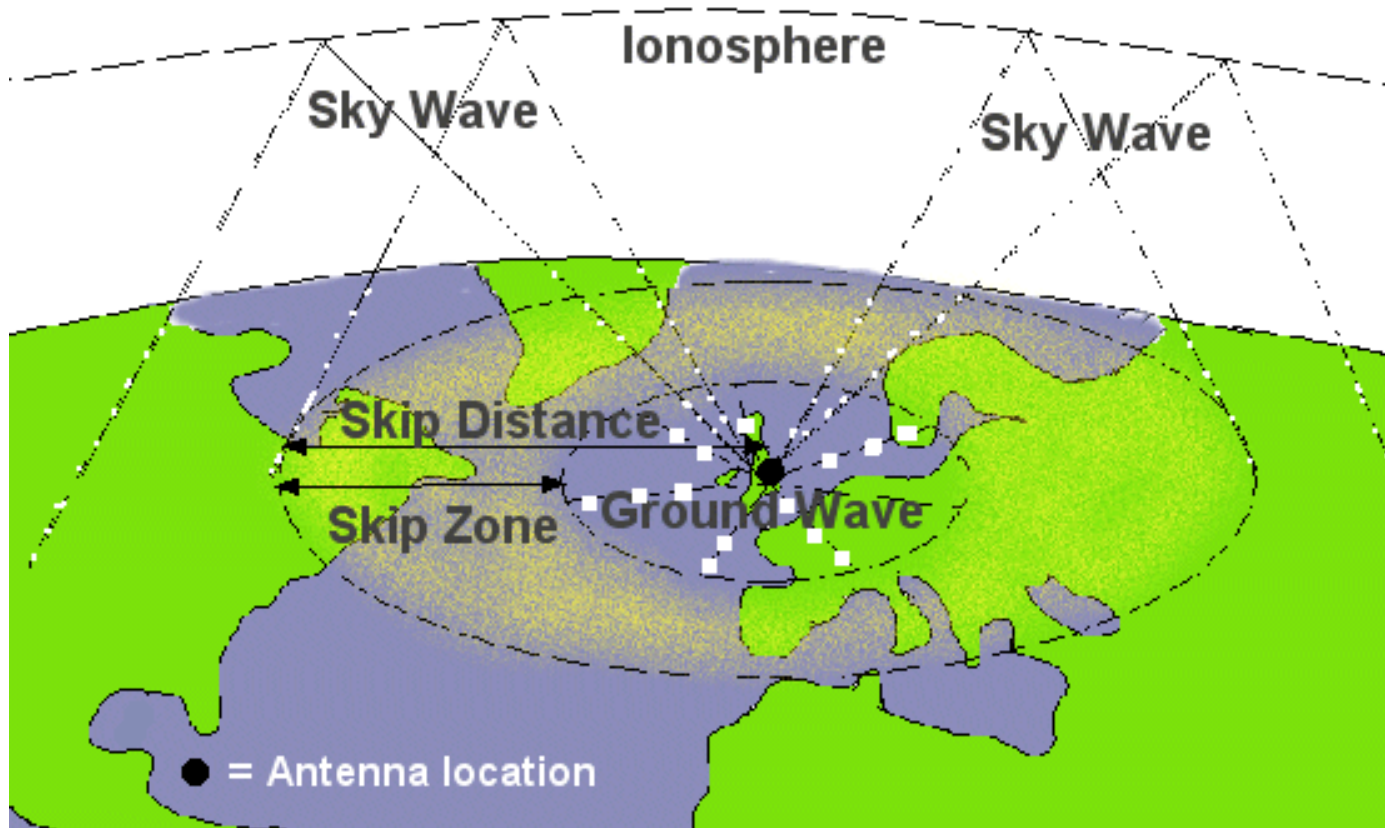 Ionosphere
Sky Wave
Sky Wave
Skip Distance
Skip Zone
Ground Wave
= Antenna location